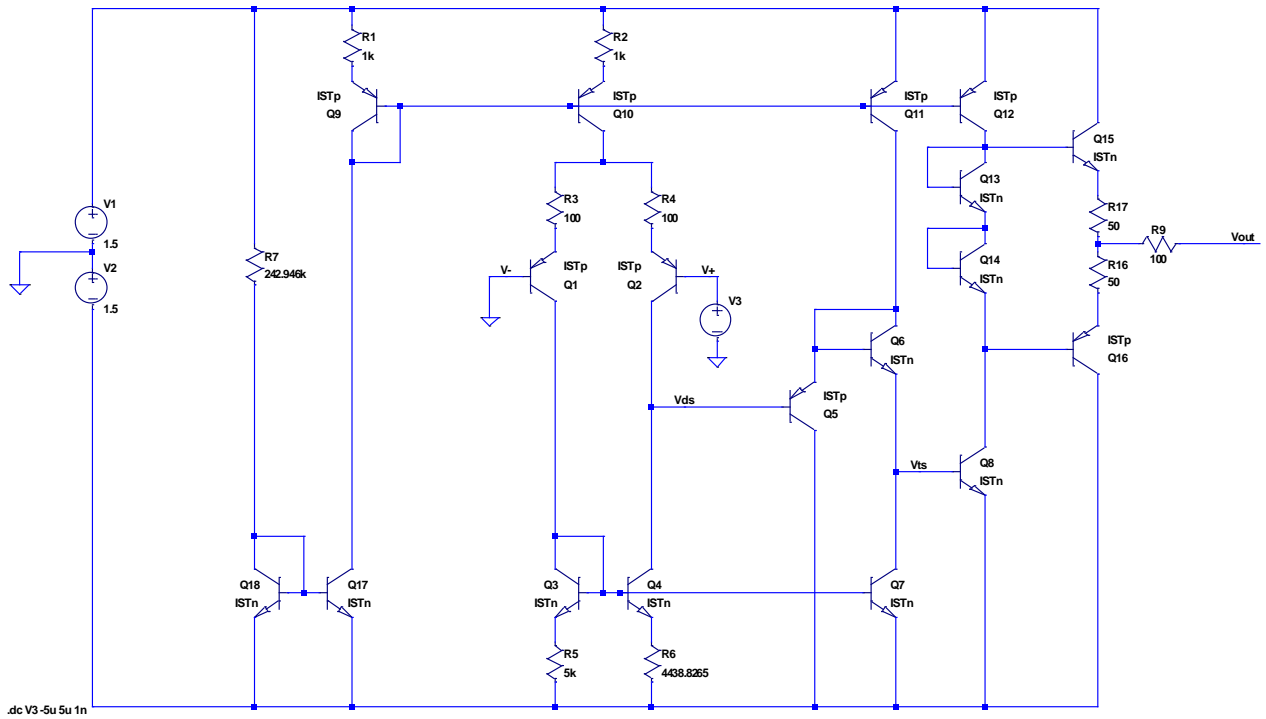 R1
1k
R2
1k
ISTp
Q9
ISTp
Q10
ISTp
Q11
ISTp
Q12
Q15
ISTn
Q13
ISTn
R3
100
R4
100
R17
50
V1
1.5
R9
100
Vout
R7
242.946k
V2
1.5
V-
ISTp
Q1
ISTp
Q2
V+
V3
Q14
ISTn
R16
50
Q6
ISTn
ISTp
Q16
Vds
ISTp
Q5
Vts
Q8
ISTn
Q18
ISTn
Q17
ISTn
Q3
ISTn
Q4
ISTn
Q7
ISTn
R5
5k
R6
4438.8265
.dc V3 -5u 5u 1n